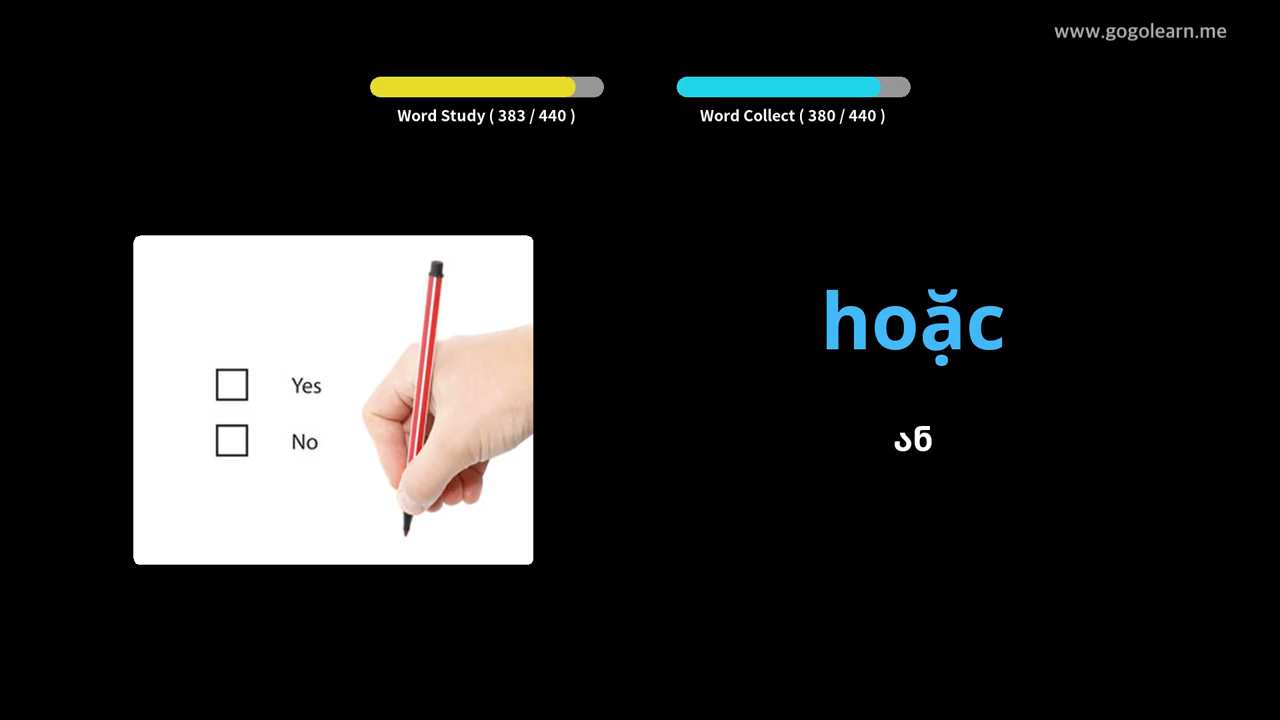 www.gogolearn.me
Word Study ( 383 / 440 )
Word Collect ( 380 / 440 )
Yes
No
hoặc
ან